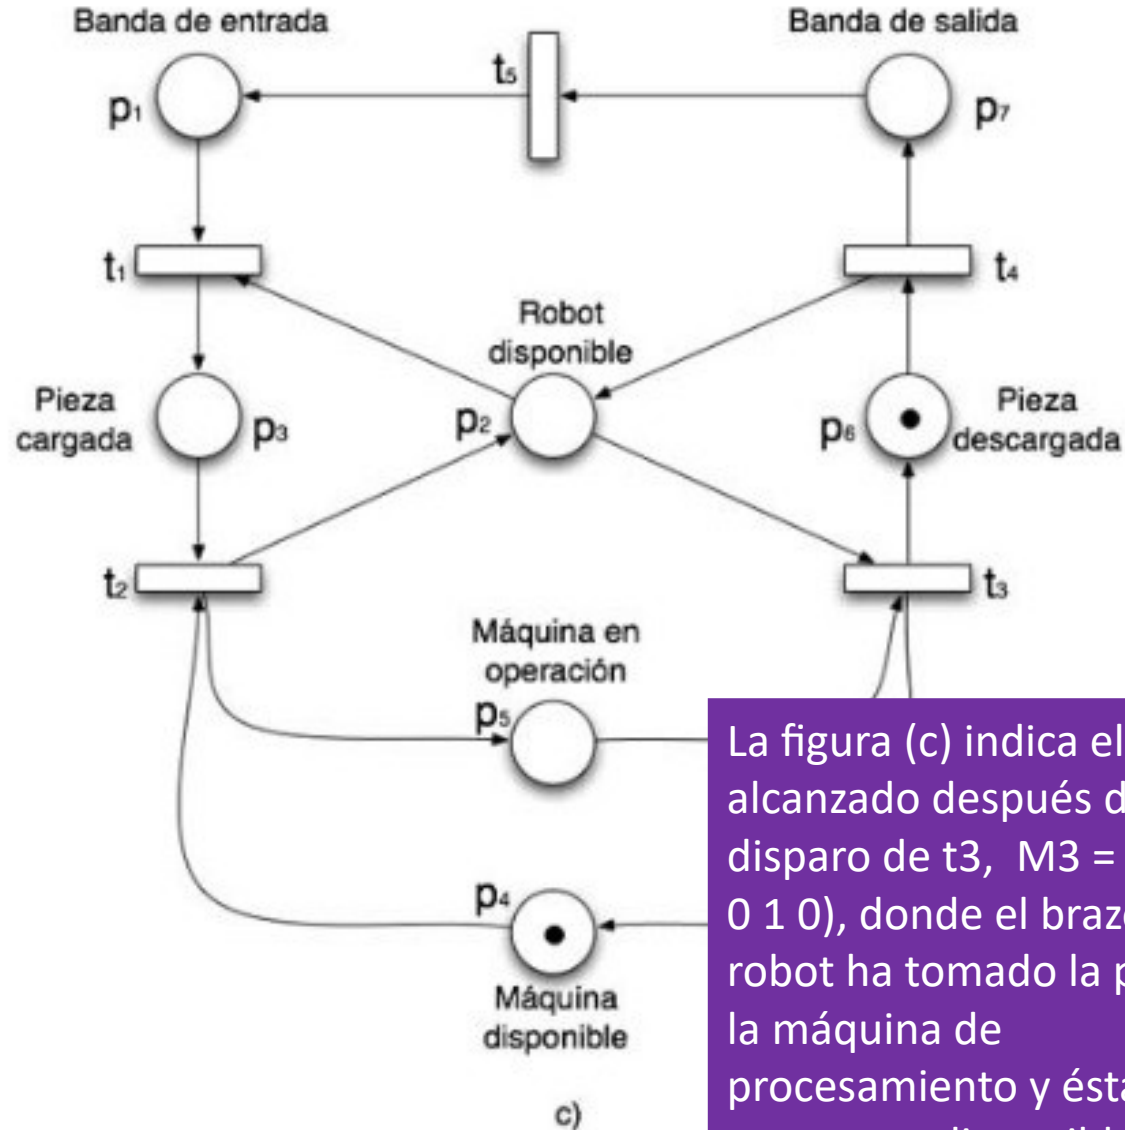 Banda de entrada
Banda de salida
t₅
p₁
p₇
t₁
t₄
Robot
disponible
Pieza
cargada
p₃
p₂
p₆
Pieza
descargada
t₂
t₃
Máquina en
operación
p₅
p₄
Máquina
disponible
c)
La figura (c) indica el
alcanzado después
disparo de t3, M3 =
0 1 0), donde el
robot ha tomado la
la máquina de
procesamiento y